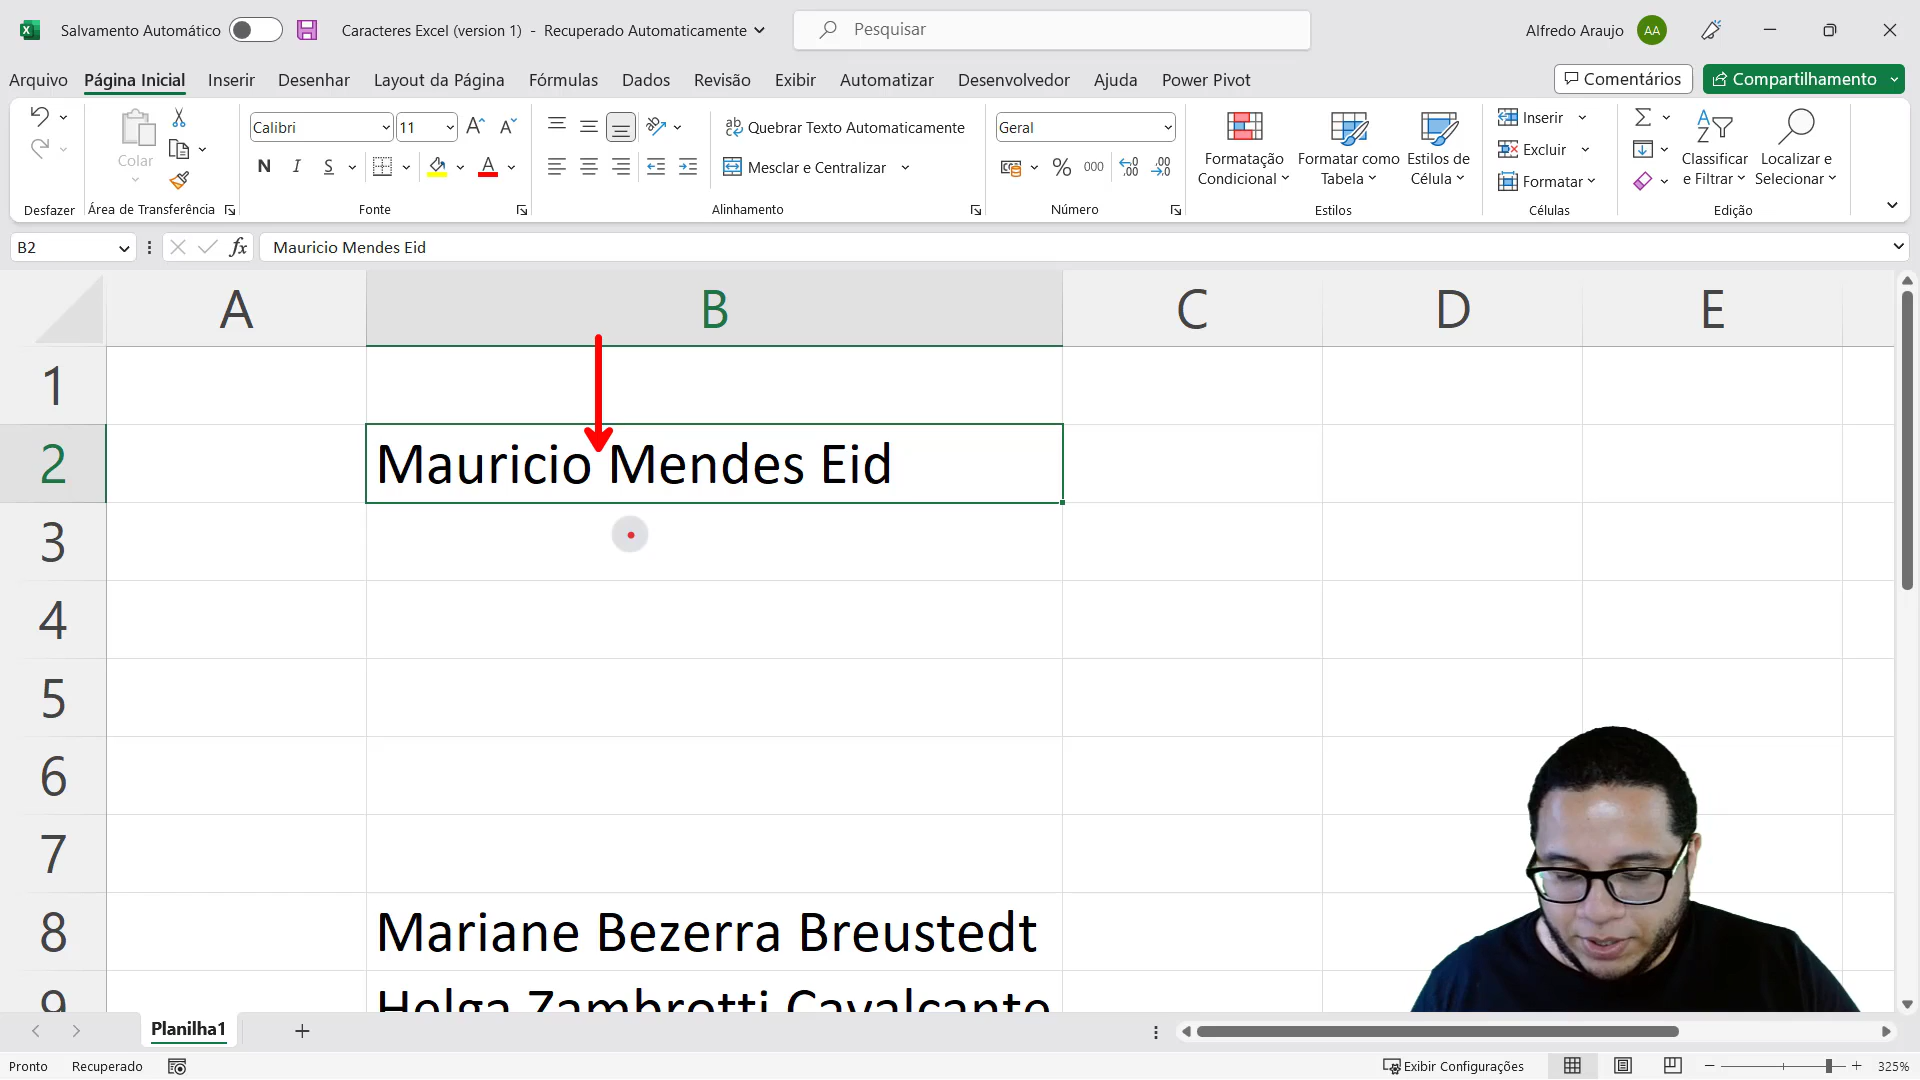 Salvamento Automático
Caracteres Excel (version 1) - Recuperado Automaticamente
Pesquisar
Alfredo Araujo
AA
Arquivo Página Inicial Inserir Desenhar Layout da Página Fórmulas Dados Revisão Exibir Automatizar Desenvolvedor Ajuda Power Pivot
Comentários
Compartilhamento
Colar
Calibri
11
N I S
Quebrar Texto Automaticamente
Mesclar e Centralizar
Geral
% 000
Formatação Condicional
Formatar como Tabela
Estilos de Célula
Inserir
Excluir
Formatar
Classificar e Filtrar
Localizar e Selecionar
Desfazer
Área de Transferência
Fonte
Alinhamento
Número
Estilos
Células
Edição
B2
fx
Mauricio Mendes Eid
A B C D E
1
2 Mauricio Mendes Eid
3
4
5
6
7
8 Mariane Bezerra Breustedt
9 Helga Zambrotti Cavalcante
Planilha1
Pronto
Recuperado
Exibir Configurações
325%